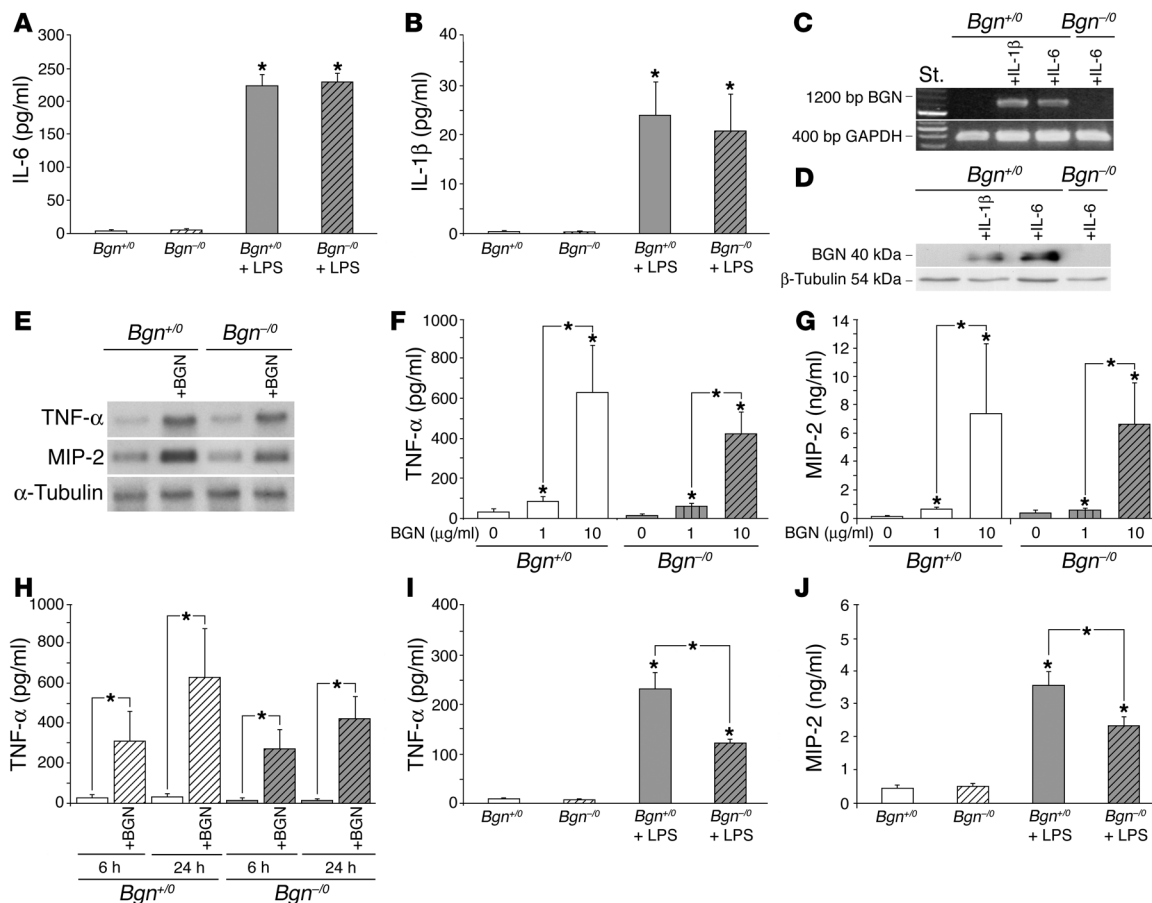 A
IL-6 (pg/ml)
300
250
200
150
100
50
0
*
*
Bgn+/0
Bgn–/0
Bgn+/0
+ LPS
Bgn–/0
+ LPS
B
IL-1β (pg/ml)
40
30
20
10
0
*
*
Bgn+/0
Bgn–/0
Bgn+/0
+ LPS
Bgn–/0
+ LPS
C
Bgn+/0
Bgn–/0
St.
+IL-1β
+IL-6
+IL-6
1200 bp BGN
400 bp GAPDH
D
Bgn+/0
Bgn–/0
+IL-1β
+IL-6
+IL-6
BGN 40 kDa
β-Tubulin 54 kDa
E
Bgn+/0
Bgn–/0
+BGN
+BGN
TNF-α
MIP-2
α-Tubulin
F
TNF-α (pg/ml)
1000
800
600
400
200
0
*
*
*
*
*
*
BGN (µg/ml)
0 1 10 0 1 10
Bgn+/0
Bgn–/0
G
MIP-2 (ng/ml)
14
12
10
8
6
4
2
0
*
*
*
*
*
*
BGN (µg/ml)
0 1 10 0 1 10
Bgn+/0
Bgn–/0
H
TNF-α (pg/ml)
1000
800
600
400
200
0
*
*
*
*
+BGN
+BGN
+BGN
+BGN
6 h 24 h 6 h 24 h
Bgn+/0
Bgn–/0
I
TNF-α (pg/ml)
400
300
200
100
0
*
*
*
Bgn+/0
Bgn–/0
Bgn+/0
+ LPS
Bgn–/0
+ LPS
J
MIP-2 (ng/ml)
6
5
4
3
2
1
0
*
*
*
Bgn+/0
Bgn–/0
Bgn+/0
+ LPS
Bgn–/0
+ LPS